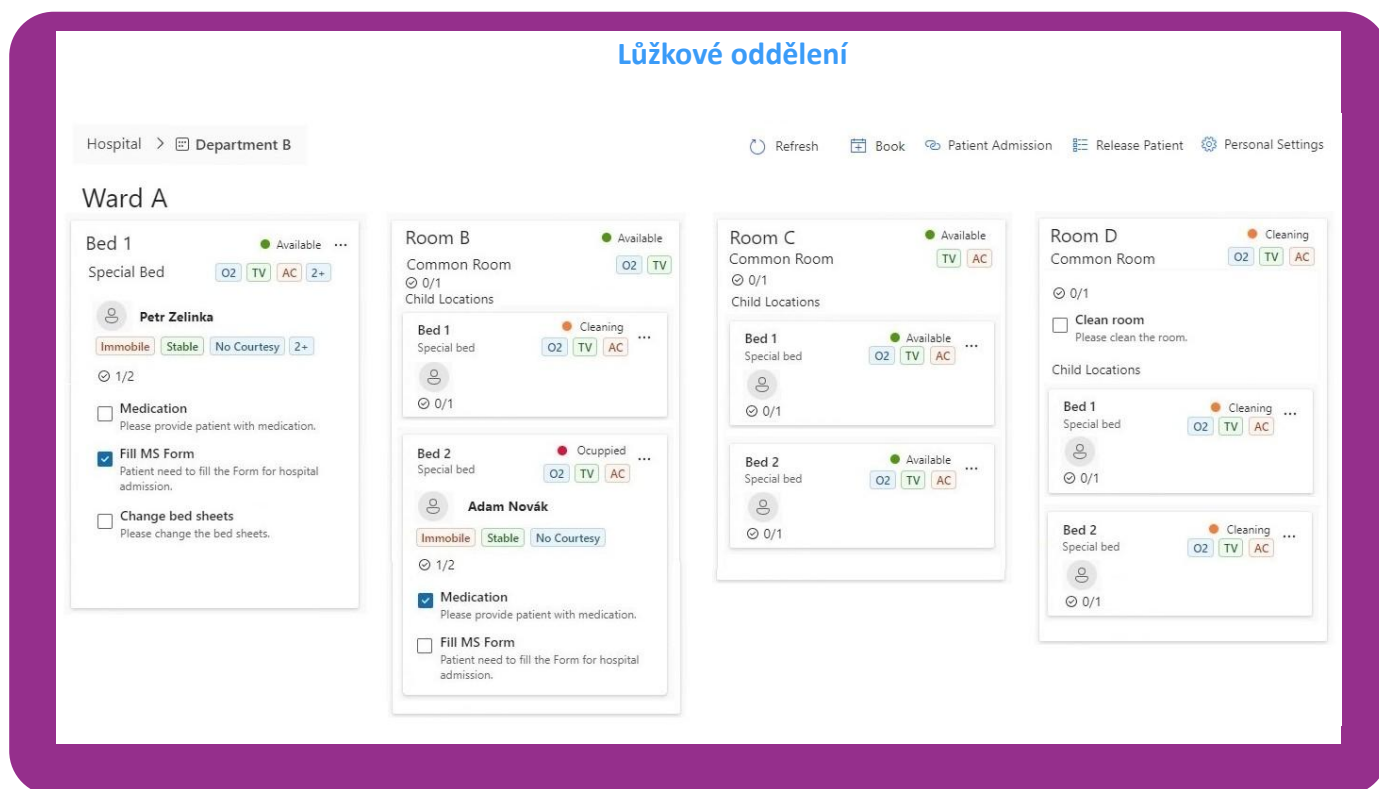 Lůžkové oddělení
Hospital > Department B
Refresh Book Patient Admission Release Patient Personal Settings
Ward A
Bed 1 Available ...
Special Bed O2 TV AC 2+
Petr Zelinka
Immobile Stable No Courtesy 2+
1/2
Medication
Please provide patient with medication.
Fill MS Form
Patient need to fill the Form for hospital
admission.
Change bed sheets
Please change the bed sheets.
Room B Available
Common Room O2 TV
0/1
Child Locations
Bed 1 Cleaning ...
Special bed O2 TV AC
0/1
Bed 2 Ocuppied ...
Special bed O2 TV AC
Adam Novák
Immobile Stable No Courtesy
1/2
Medication
Please provide patient with medication.
Fill MS Form
Patient need to fill the Form for hospital
admission.
Room C Available
Common Room TV AC
0/1
Child Locations
Bed 1 Available ...
Special bed O2 TV AC
0/1
Bed 2 Available ...
Special bed O2 TV AC
0/1
Room D Cleaning
Common Room O2 TV AC
0/1
Clean room
Please clean the room.
Child Locations
Bed 1 Cleaning ...
Special bed O2 TV AC
0/1
Bed 2 Cleaning ...
Special bed O2 TV AC
0/1